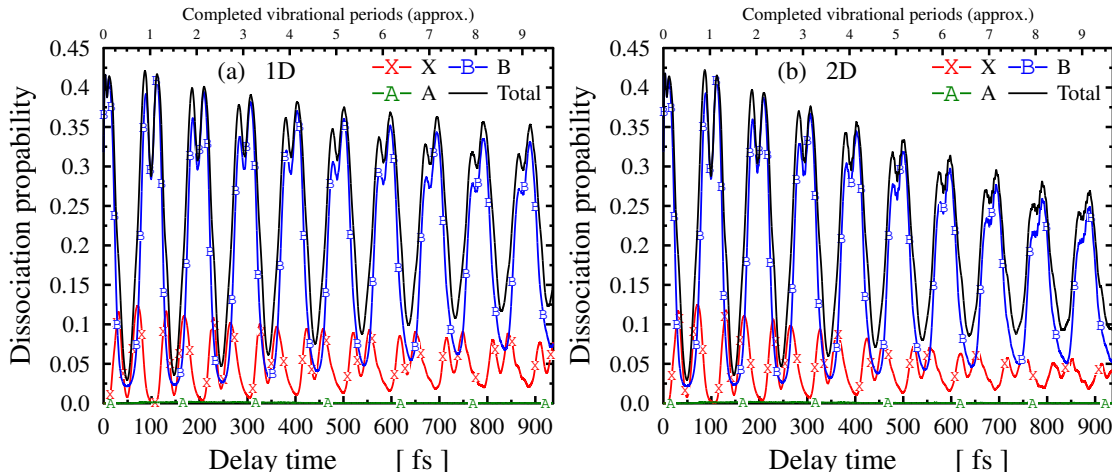 Completed vibrational periods (approx.)
0 1 2 3 4 5 6 7 8 9
0.45
0.4
0.35
0.3
0.25
0.2
0.15
0.1
0.05
0.0
Dissociation propability
(a) 1D
X X
B B
A A
Total
0 100 200 300 400 500 600 700 800 900
Delay time [ fs ]
Completed vibrational periods (approx.)
0 1 2 3 4 5 6 7 8 9
0.45
0.4
0.35
0.3
0.25
0.2
0.15
0.1
0.05
0.0
Dissociation propability
(b) 2D
X X
B B
A A
Total
0 100 200 300 400 500 600 700 800 900
Delay time [ fs ]